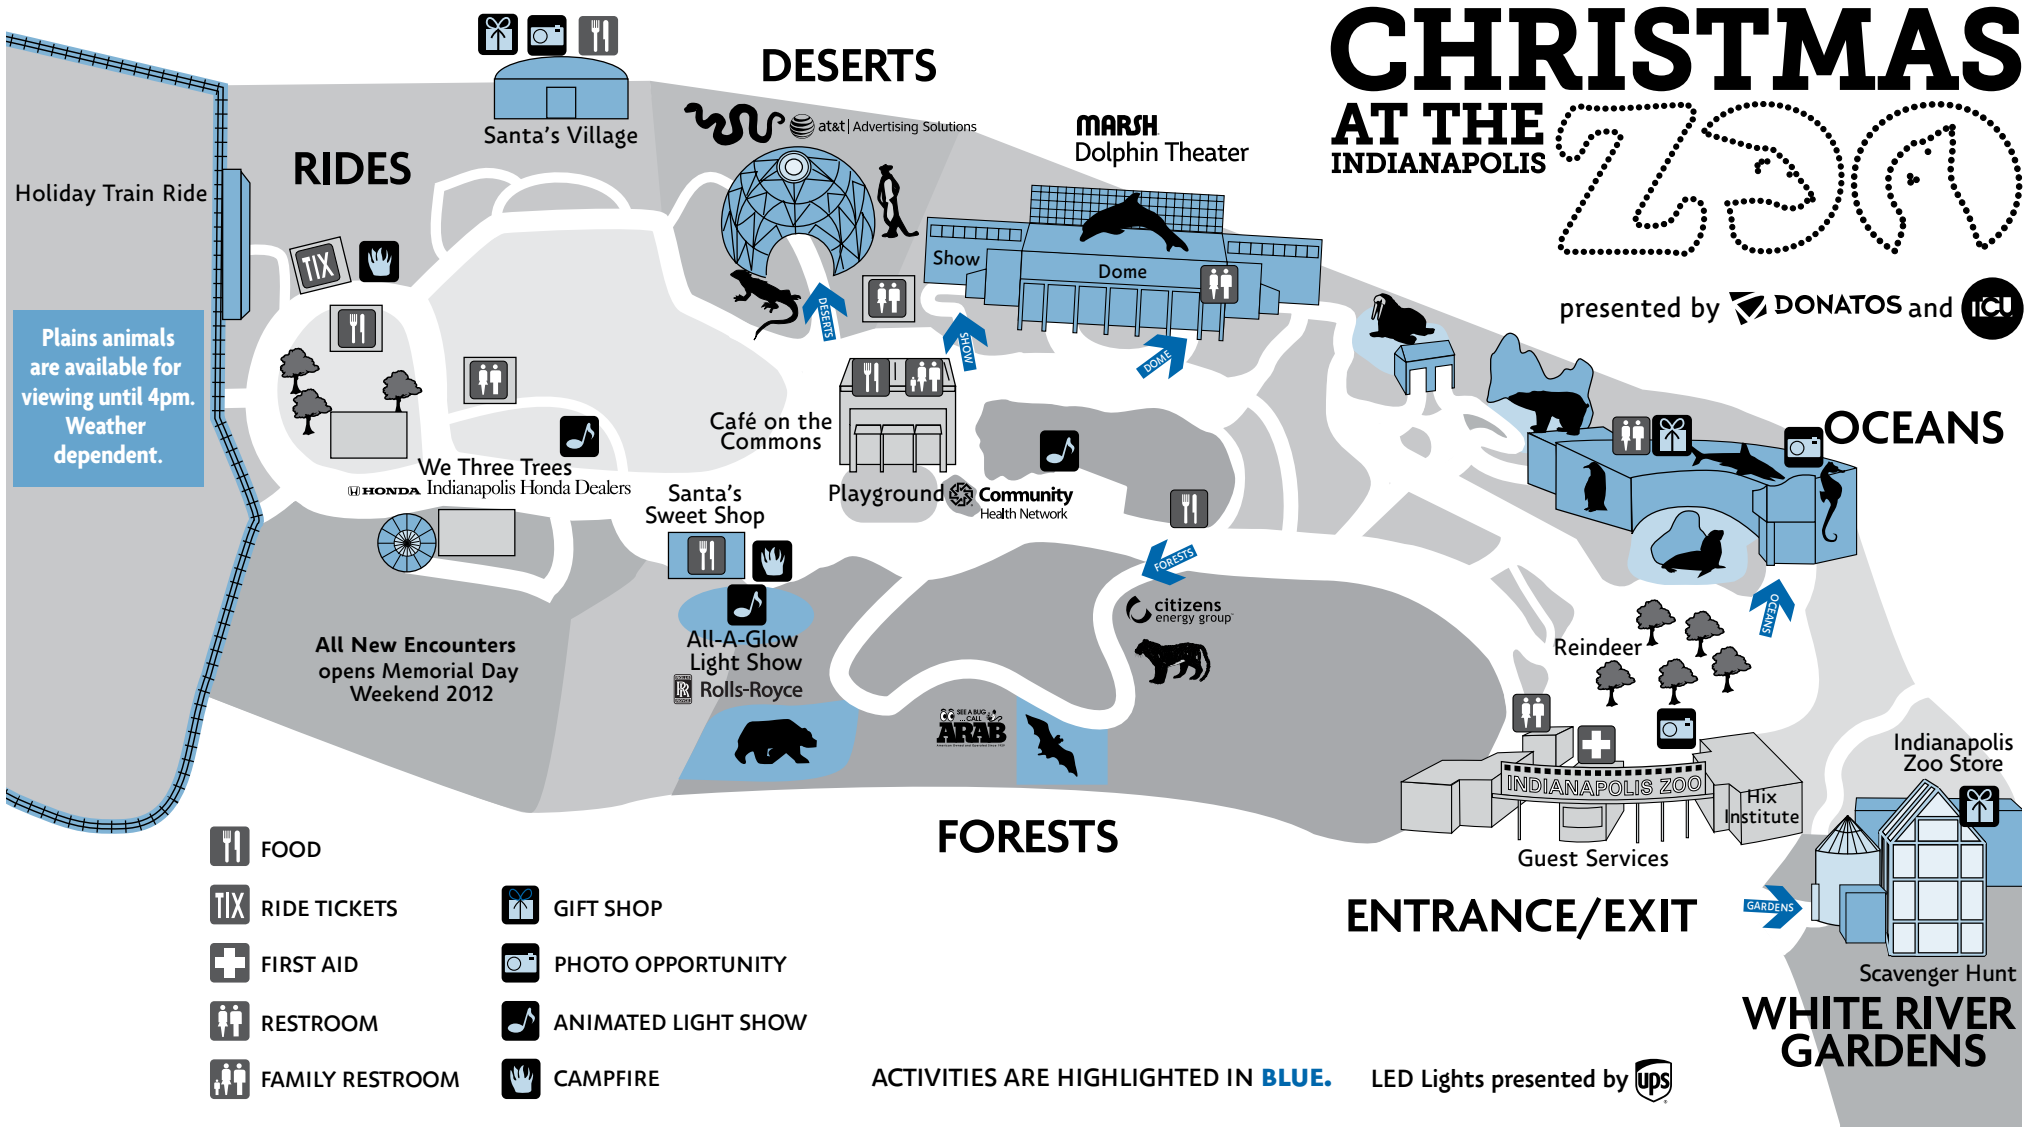 CHRISTMAS
AT THE
INDIANAPOLIS
ZOO
presented by DONATOS and iTCU
DESERTS
at&t | Advertising Solutions
MARSH
Dolphin Theater
Santa's Village
RIDES
Holiday Train Ride
TIX
Show
Dome
DESERTS
SHOW
DOME
Plains animals
are available for
viewing until 4pm.
Weather
dependent.
OCEANS
Café on the
Commons
We Three Trees
HONDA Indianapolis Honda Dealers
Santa's
Sweet Shop
Playground
Community
Health Network
FORESTS
OCEANS
citizens
energy group
Reindeer
All New Encounters
opens Memorial Day
Weekend 2012
All-A-Glow
Light Show
Rolls-Royce
SEE A BUG
...CALL
ARAB
Indianapolis
Zoo Store
INDIANAPOLIS ZOO
Hix
Institute
Guest Services
FORESTS
ENTRANCE/EXIT
GARDENS
Scavenger Hunt
WHITE RIVER
GARDENS
FOOD
TIX RIDE TICKETS
FIRST AID
RESTROOM
FAMILY RESTROOM
GIFT SHOP
PHOTO OPPORTUNITY
ANIMATED LIGHT SHOW
CAMPFIRE
ACTIVITIES ARE HIGHLIGHTED IN BLUE.
LED Lights presented by ups